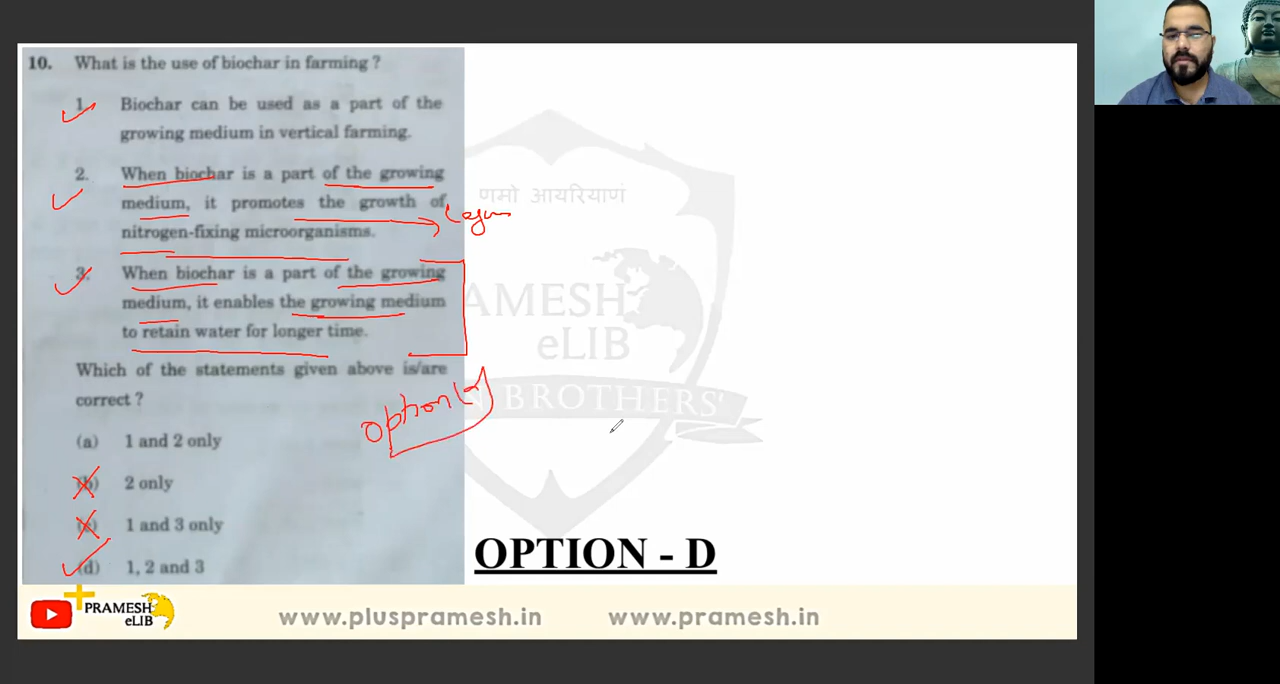 10. What is the use of biochar in farming ?
1. Biochar can be used as a part of the
growing medium in vertical farming.
2. When biochar is a part of the growing
medium, it promotes the growth of
nitrogen-fixing microorganisms.
3. When biochar is a part of the growing
medium, it enables the growing medium
to retain water for longer time.
Which of the statements given above is/are
correct ?
(a) 1 and 2 only
(b) 2 only
(c) 1 and 3 only
(d) 1, 2 and 3
Option
णमो आयरियाणं
AMESH
eLIB
N BROTHERS'
OPTION - D
PRAMESH
eLIB
www.pluspramesh.in
www.pramesh.in